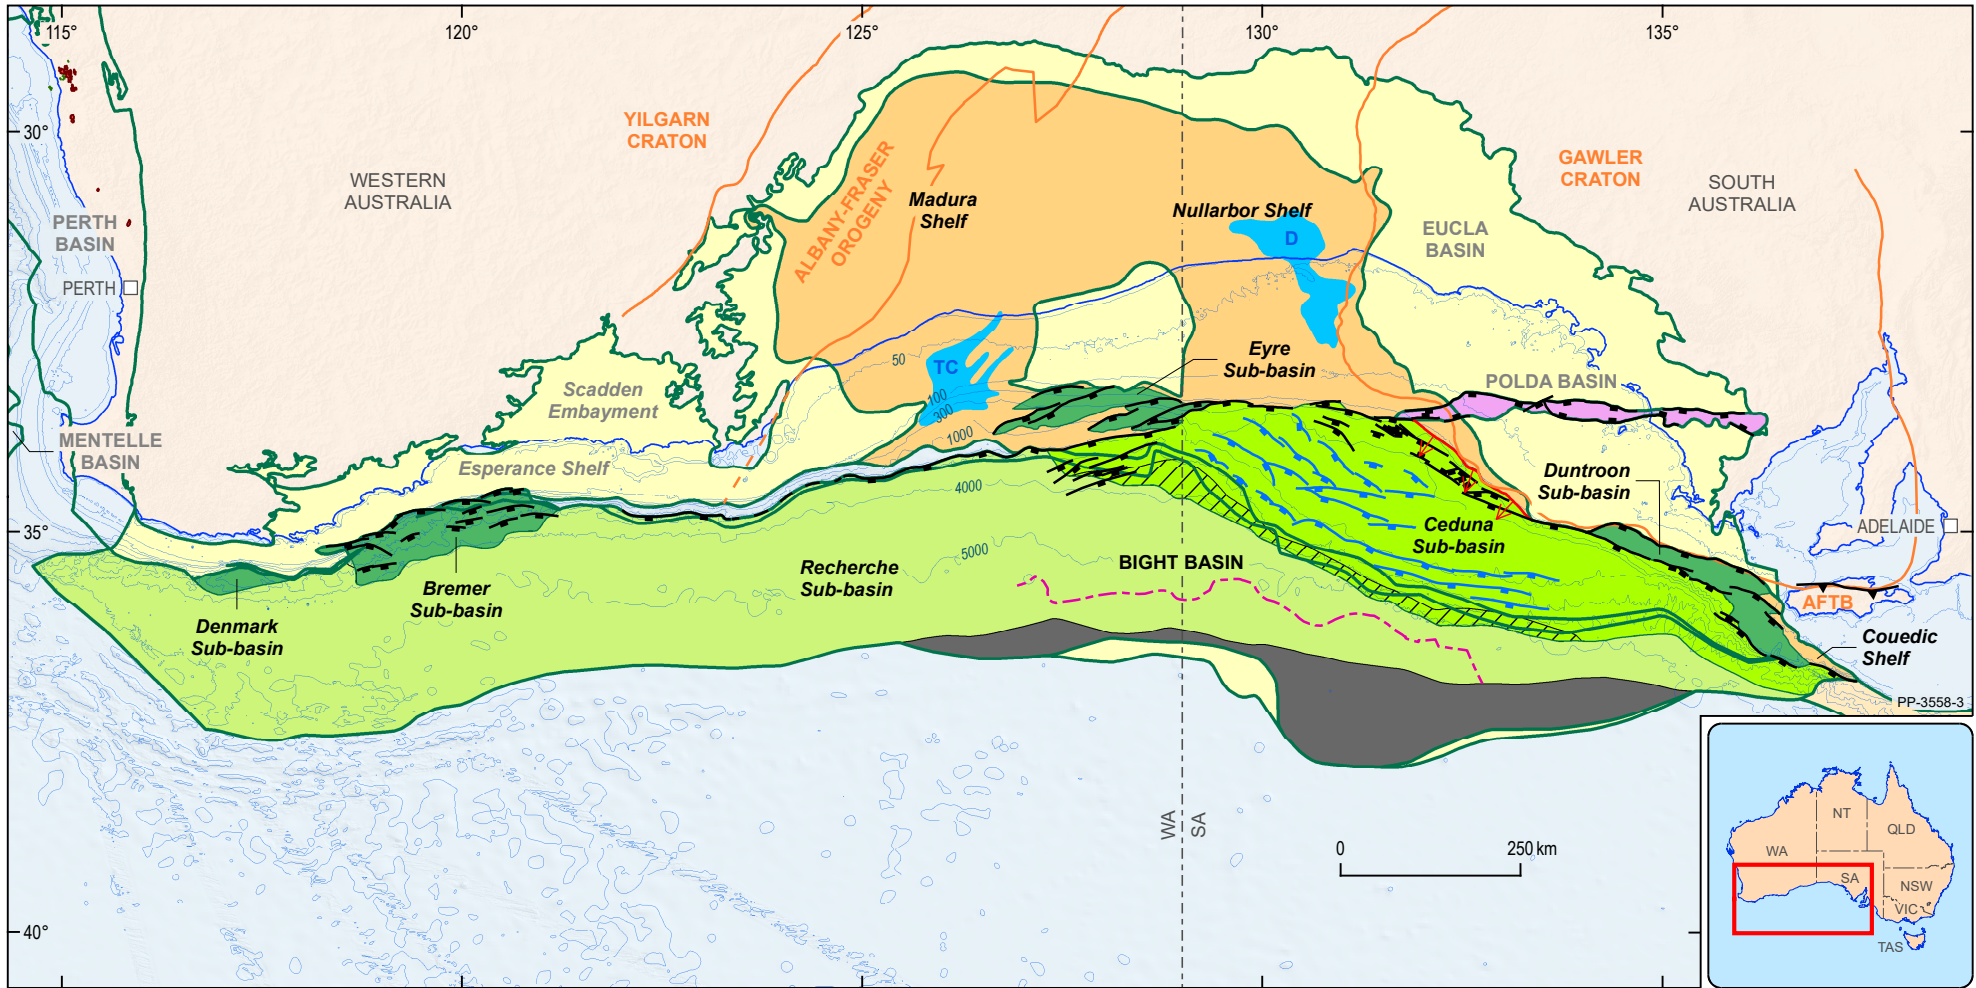 115°
120°
125°
130°
135°
30°
35°
40°
YILGARN
CRATON
WESTERN
AUSTRALIA
PERTH
BASIN
PERTH
MENTELLE
BASIN
ALBANY-FRASER
OROGENY
Madura
Shelf
Nullarbor Shelf
D
GAWLER
CRATON
SOUTH
AUSTRALIA
EUCLA
BASIN
Scadden
Embayment
Esperance Shelf
TC
50
100
300
1000
4000
5000
Eyre
Sub-basin
POLDA BASIN
Duntroon
Sub-basin
Ceduna
Sub-basin
ADELAIDE
BIGHT BASIN
Recherche
Sub-basin
Bremer
Sub-basin
Denmark
Sub-basin
AFTB
Couedic
Shelf
PP-3558-3
WA
SA
0
250 km
NT
QLD
WA
SA
NSW
VIC
TAS